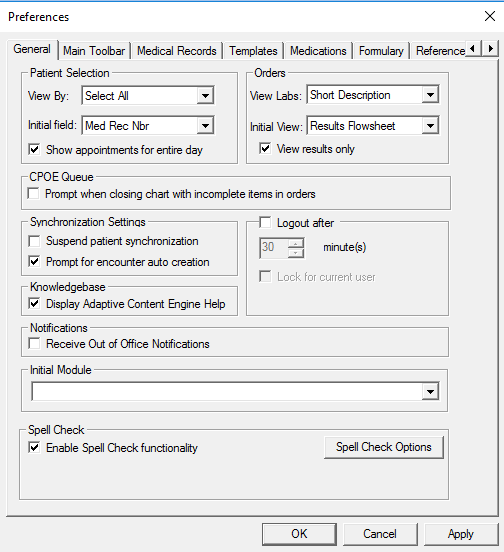 Preferences
General Main Toolbar Medical Records Templates Medications Formulary Reference
Patient Selection
View By: Select All
Initial field: Med Rec Nbr
Show appointments for entire day
Orders
View Labs: Short Description
Initial View: Results Flowsheet
View results only
CPOE Queue
Prompt when closing chart with incomplete items in orders
Synchronization Settings
Suspend patient synchronization
Prompt for encounter auto creation
Logout after
30 minute(s)
Lock for current user
Knowledgebase
Display Adaptive Content Engine Help
Notifications
Receive Out of Office Notifications
Initial Module
Spell Check
Enable Spell Check functionality
Spell Check Options
OK Cancel Apply